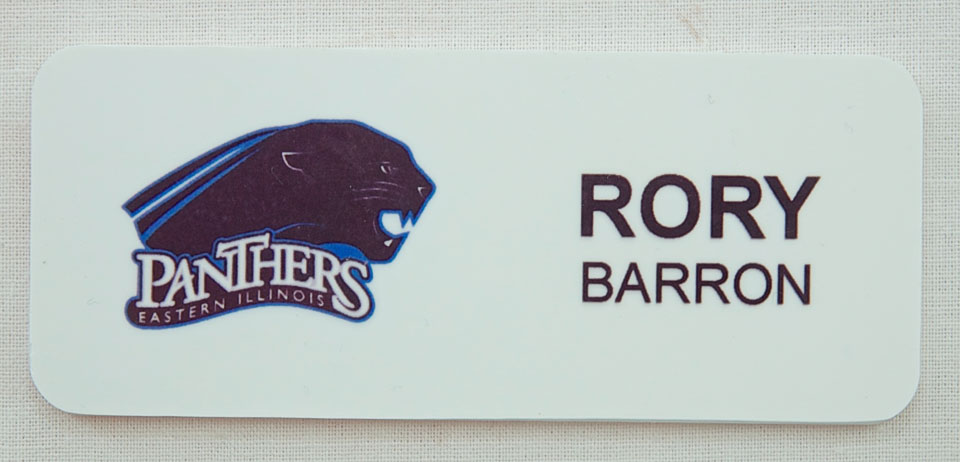 PANTHERS
EASTERN ILLINOIS
RORY
BARRON